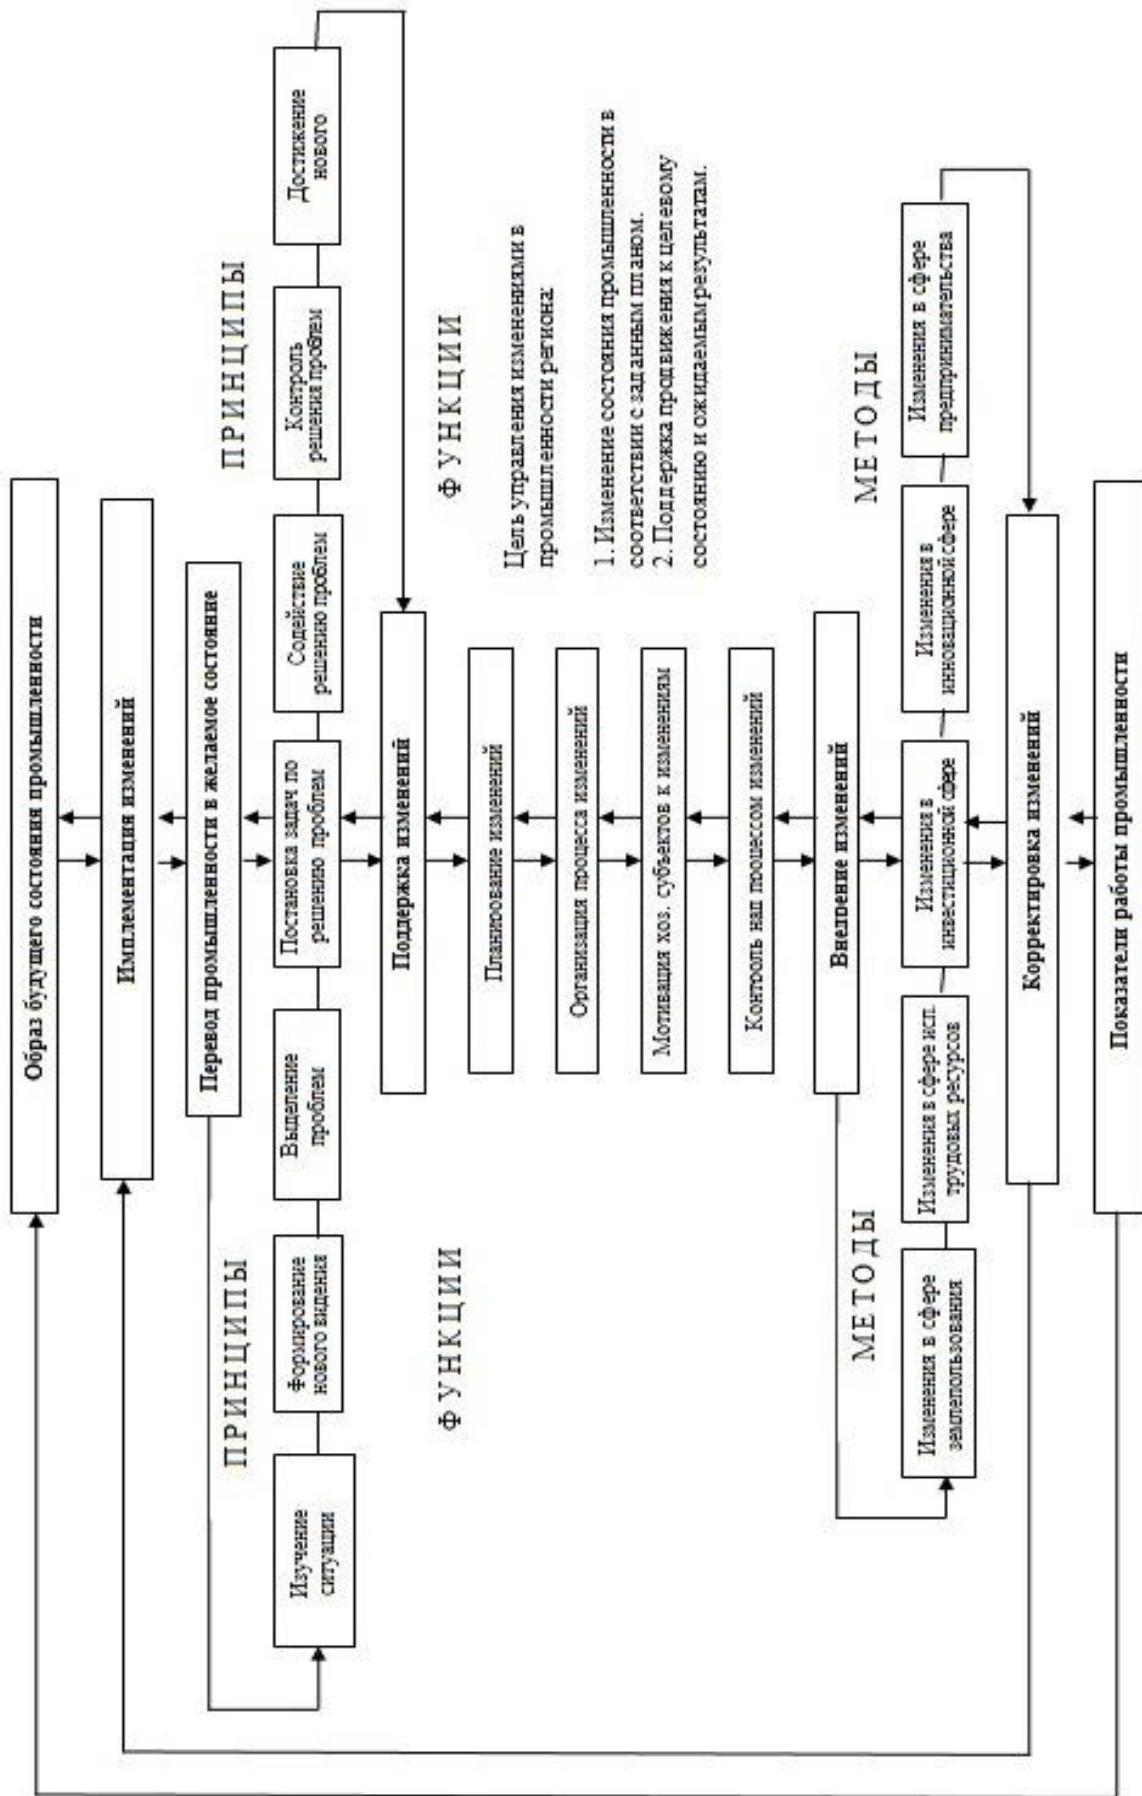 Образ будущего состояния промышленности
Имплементация изменений
Перевод промышленности в желаемое состояние
ПРИНЦИПЫ
ПРИНЦИПЫ
Изучение
ситуации
Формирование
нового видения
Выделение
проблем
Постановка задач по
решению проблем
Содействие
решению проблем
Контроль
решения проблем
Достижение
нового
Поддержка изменений
ФУНКЦИИ
ФУНКЦИИ
Планирование изменений
Организация процесса изменений
Мотивация хоз. субъектов к изменениям
Контроль над процессом изменений
Цель управления изменениями в
промышленности региона:
1. Изменение состояния промышленности в
соответствии с заданным планом.
2. Поддержка продвижения к целевому
состоянию и ожидаемым результатам.
Внедрение изменений
МЕТОДЫ
МЕТОДЫ
Изменения в сфере
землепользования
Изменения в сфере исп.
трудовых ресурсов
Изменения в
инвестиционной сфере
Изменения в
инновационной сфере
Изменения в сфере
предпринимательства
Корректировка изменений
Показатели работы промышленности